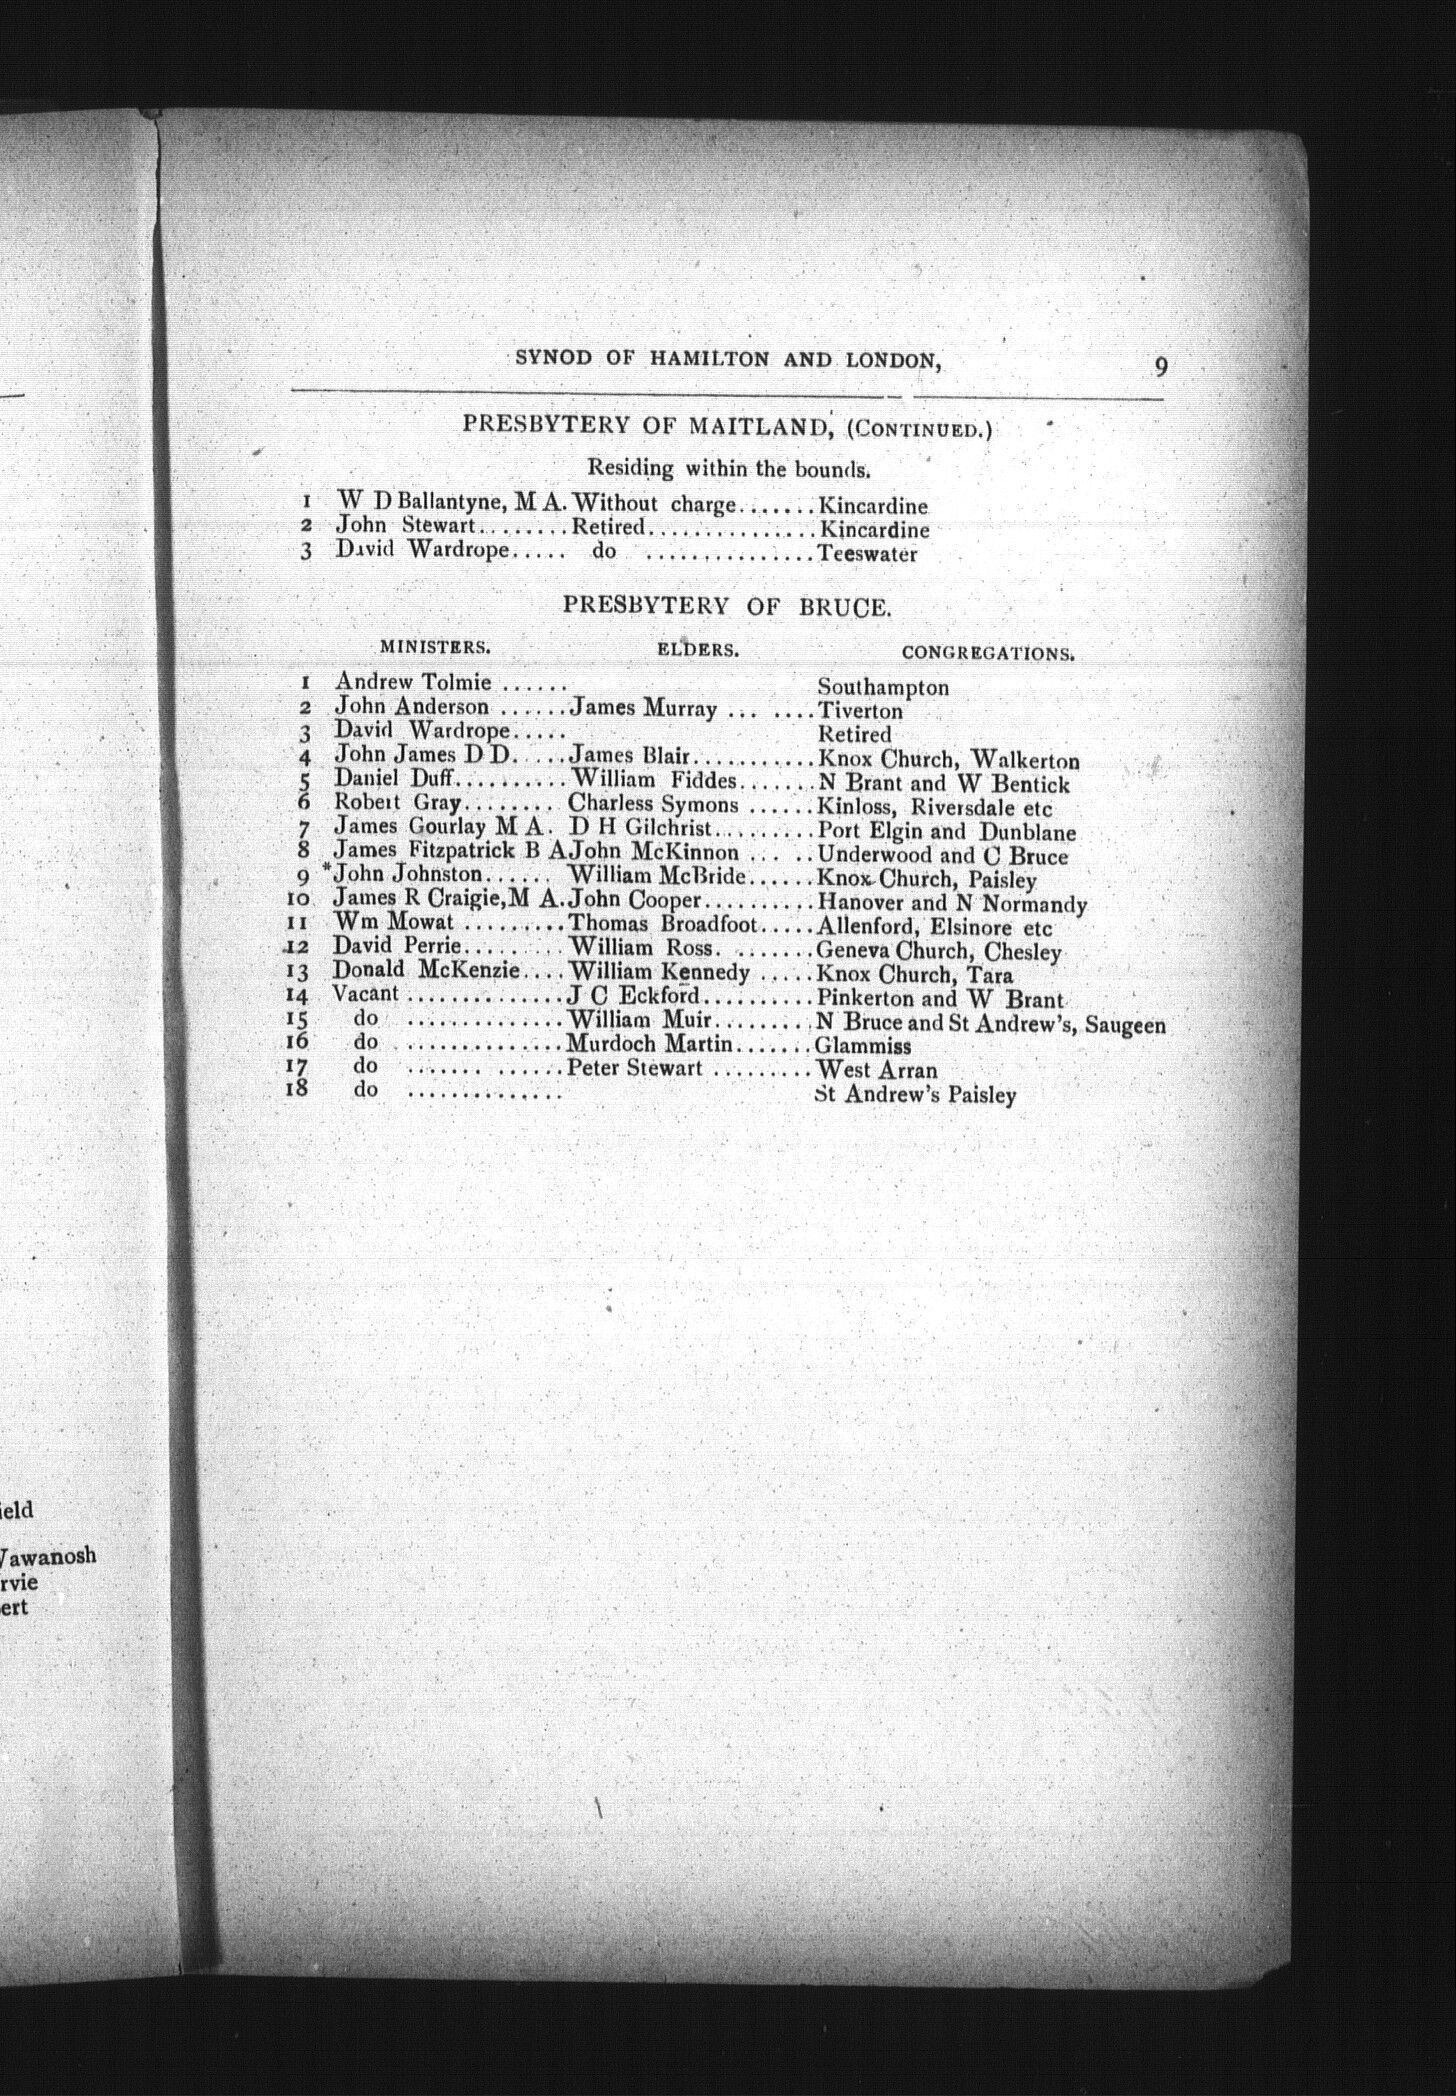 SYNOD OF HAMILTON AND LONDON, 9
PRESBYTERY OF MAITLAND, (CONTINUED.)
Residing within the bounds.
1 W D Ballantyne, M A. Without charge.......Kincardine
2 John Stewart........Retired...............Kincardine
3 David Wardrope..... do ...............Teeswater
PRESBYTERY OF BRUCE.
MINISTERS. ELDERS. CONGREGATIONS.
1 Andrew Tolmie ...... Southampton
2 John Anderson ......James Murray ... ....Tiverton
3 David Wardrope..... Retired
4 John James D D.....James Blair...........Knox Church, Walkerton
5 Daniel Duff..........William Fiddes.......N Brant and W Bentick
6 Robert Gray........ Charless Symons ......Kinloss, Riversdale etc
7 James Gourlay M A. D H Gilchrist.........Port Elgin and Dunblane
8 James Fitzpatrick B A John McKinnon ... ..Underwood and C Bruce
9 *John Johnston...... William McBride......Knox Church, Paisley
10 James R Craigie, M A.John Cooper..........Hanover and N Normandy
11 Wm Mowat .........Thomas Broadfoot.....Allenford, Elsinore etc
12 David Perrie......... William Ross. .......Geneva Church, Chesley
13 Donald McKenzie.... William Kennedy .....Knox Church, Tara
14 Vacant ..............J C Eckford..........Pinkerton and W Brant
15 do ..............William Muir.........N Bruce and St Andrew's, Saugeen
16 do ..............Murdoch Martin.......Glammiss
17 do ....... ......Peter Stewart .........West Arran
18 do .............. St Andrew's Paisley
ield
awanosh
rvie
ert